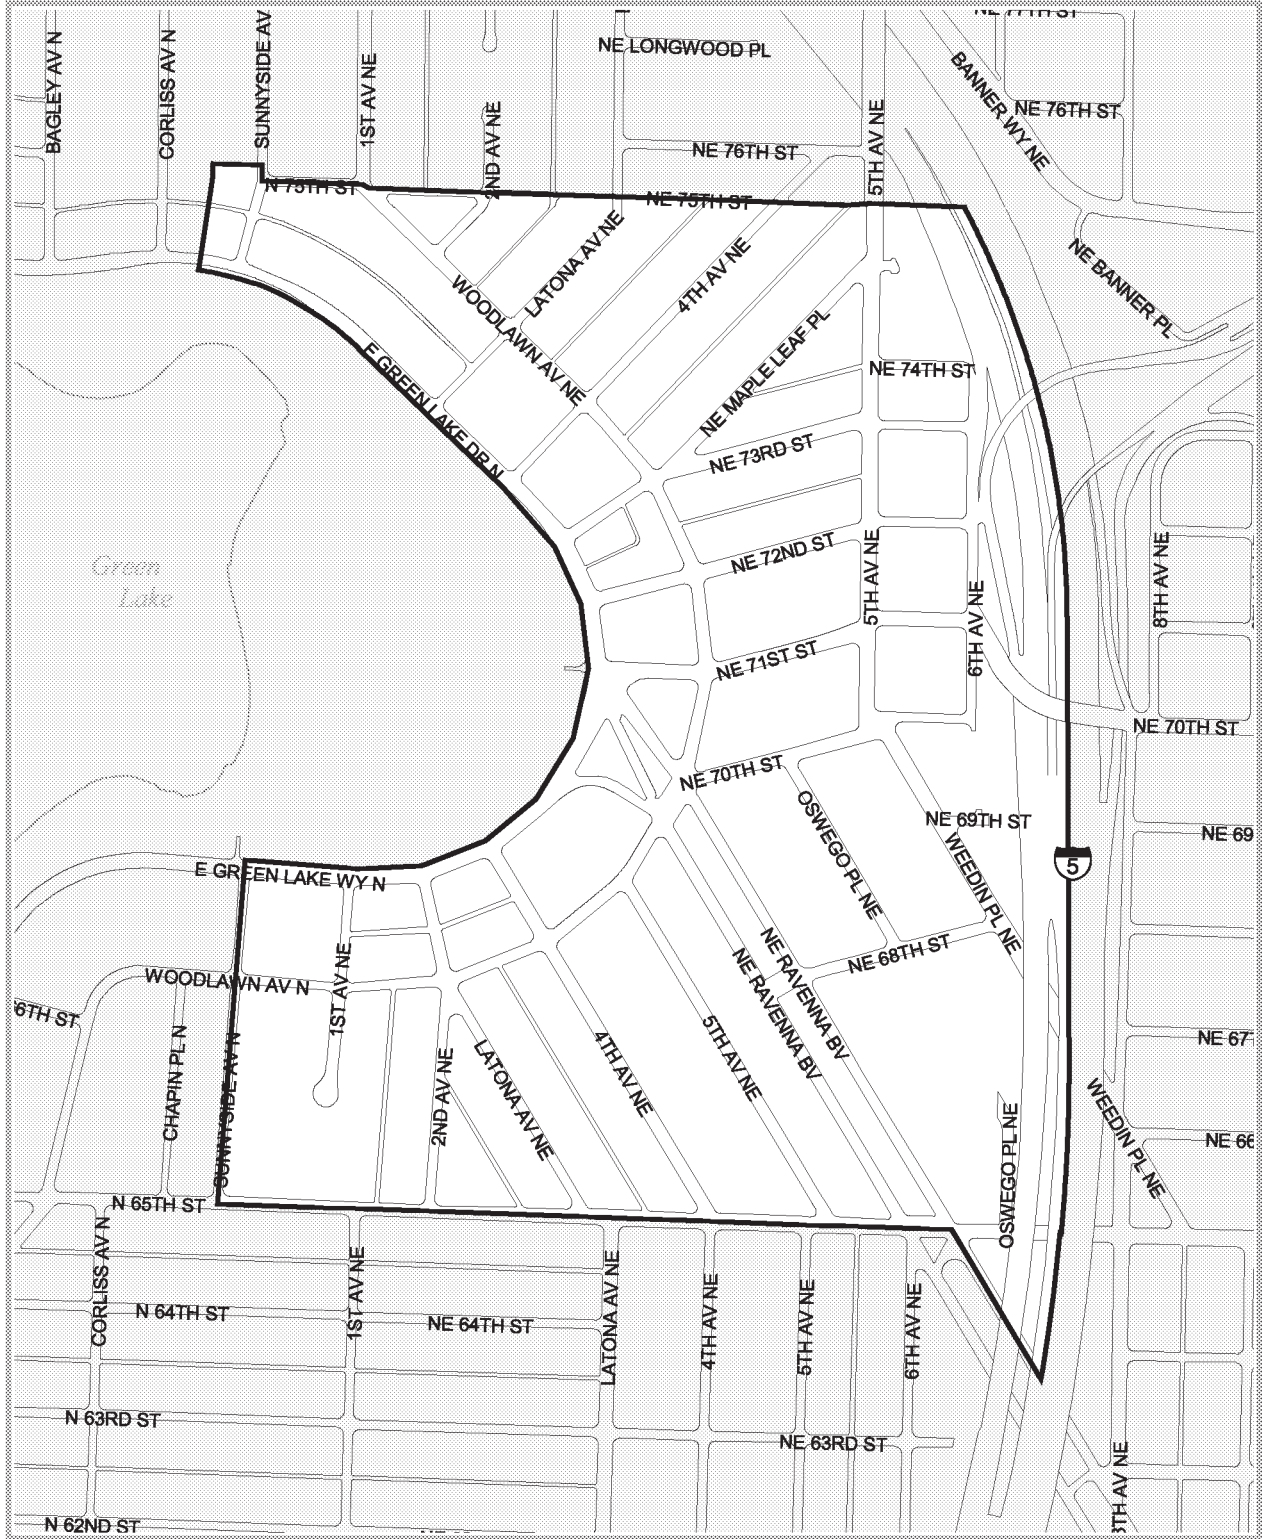 BAGLEY AV N
CORLISS AV N
SUNNYSIDE AV
1ST AV NE
2ND AV NE
NE LONGWOOD PL
NE 77TH ST
BANNER WY NE
NE 76TH ST
5TH AV NE
NE 76TH ST
N 75TH ST
NE 75TH ST
LATONA AV NE
4TH AV NE
NE BANNER PL
WOODLAWN AV NE
NE MAPLE LEAF PL
E GREEN LAKE DR N
NE 74TH ST
NE 73RD ST
NE 72ND ST
5TH AV NE
6TH AV NE
8TH AV NE
Green
Lake
NE 71ST ST
NE 70TH ST
NE 70TH ST
OSWEGO PL NE
NE 69TH ST
NE 69
WEEDIN PL NE
5
E GREEN LAKE WY N
1ST AV NE
NE RAVENNA BV
NE RAVENNA BV
NE 68TH ST
WOODLAWN AV N
6TH ST
CHAPIN PL N
SUNNYSIDE AV N
2ND AV NE
LATONA AV NE
4TH AV NE
5TH AV NE
NE 67
WEEDIN PL NE
OSWEGO PL NE
NE 66
N 65TH ST
CORLISS AV N
1ST AV NE
LATONA AV NE
4TH AV NE
5TH AV NE
6TH AV NE
N 64TH ST
NE 64TH ST
N 63RD ST
NE 63RD ST
8TH AV NE
N 62ND ST